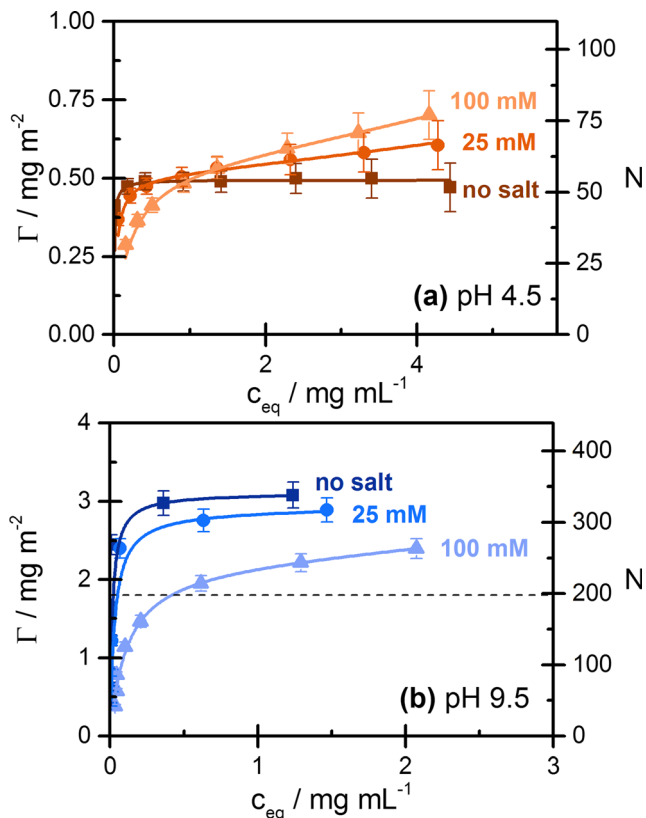 1.00
0.75
0.50
0.25
0.00
Γ / mg m⁻²
100
75
50
25
0
N
100 mM
25 mM
no salt
(a) pH 4.5
0
2
4
c_eq / mg mL⁻¹
4
3
2
1
0
Γ / mg m⁻²
400
300
200
100
0
N
no salt
25 mM
100 mM
(b) pH 9.5
0
1
2
3
c_eq / mg mL⁻¹